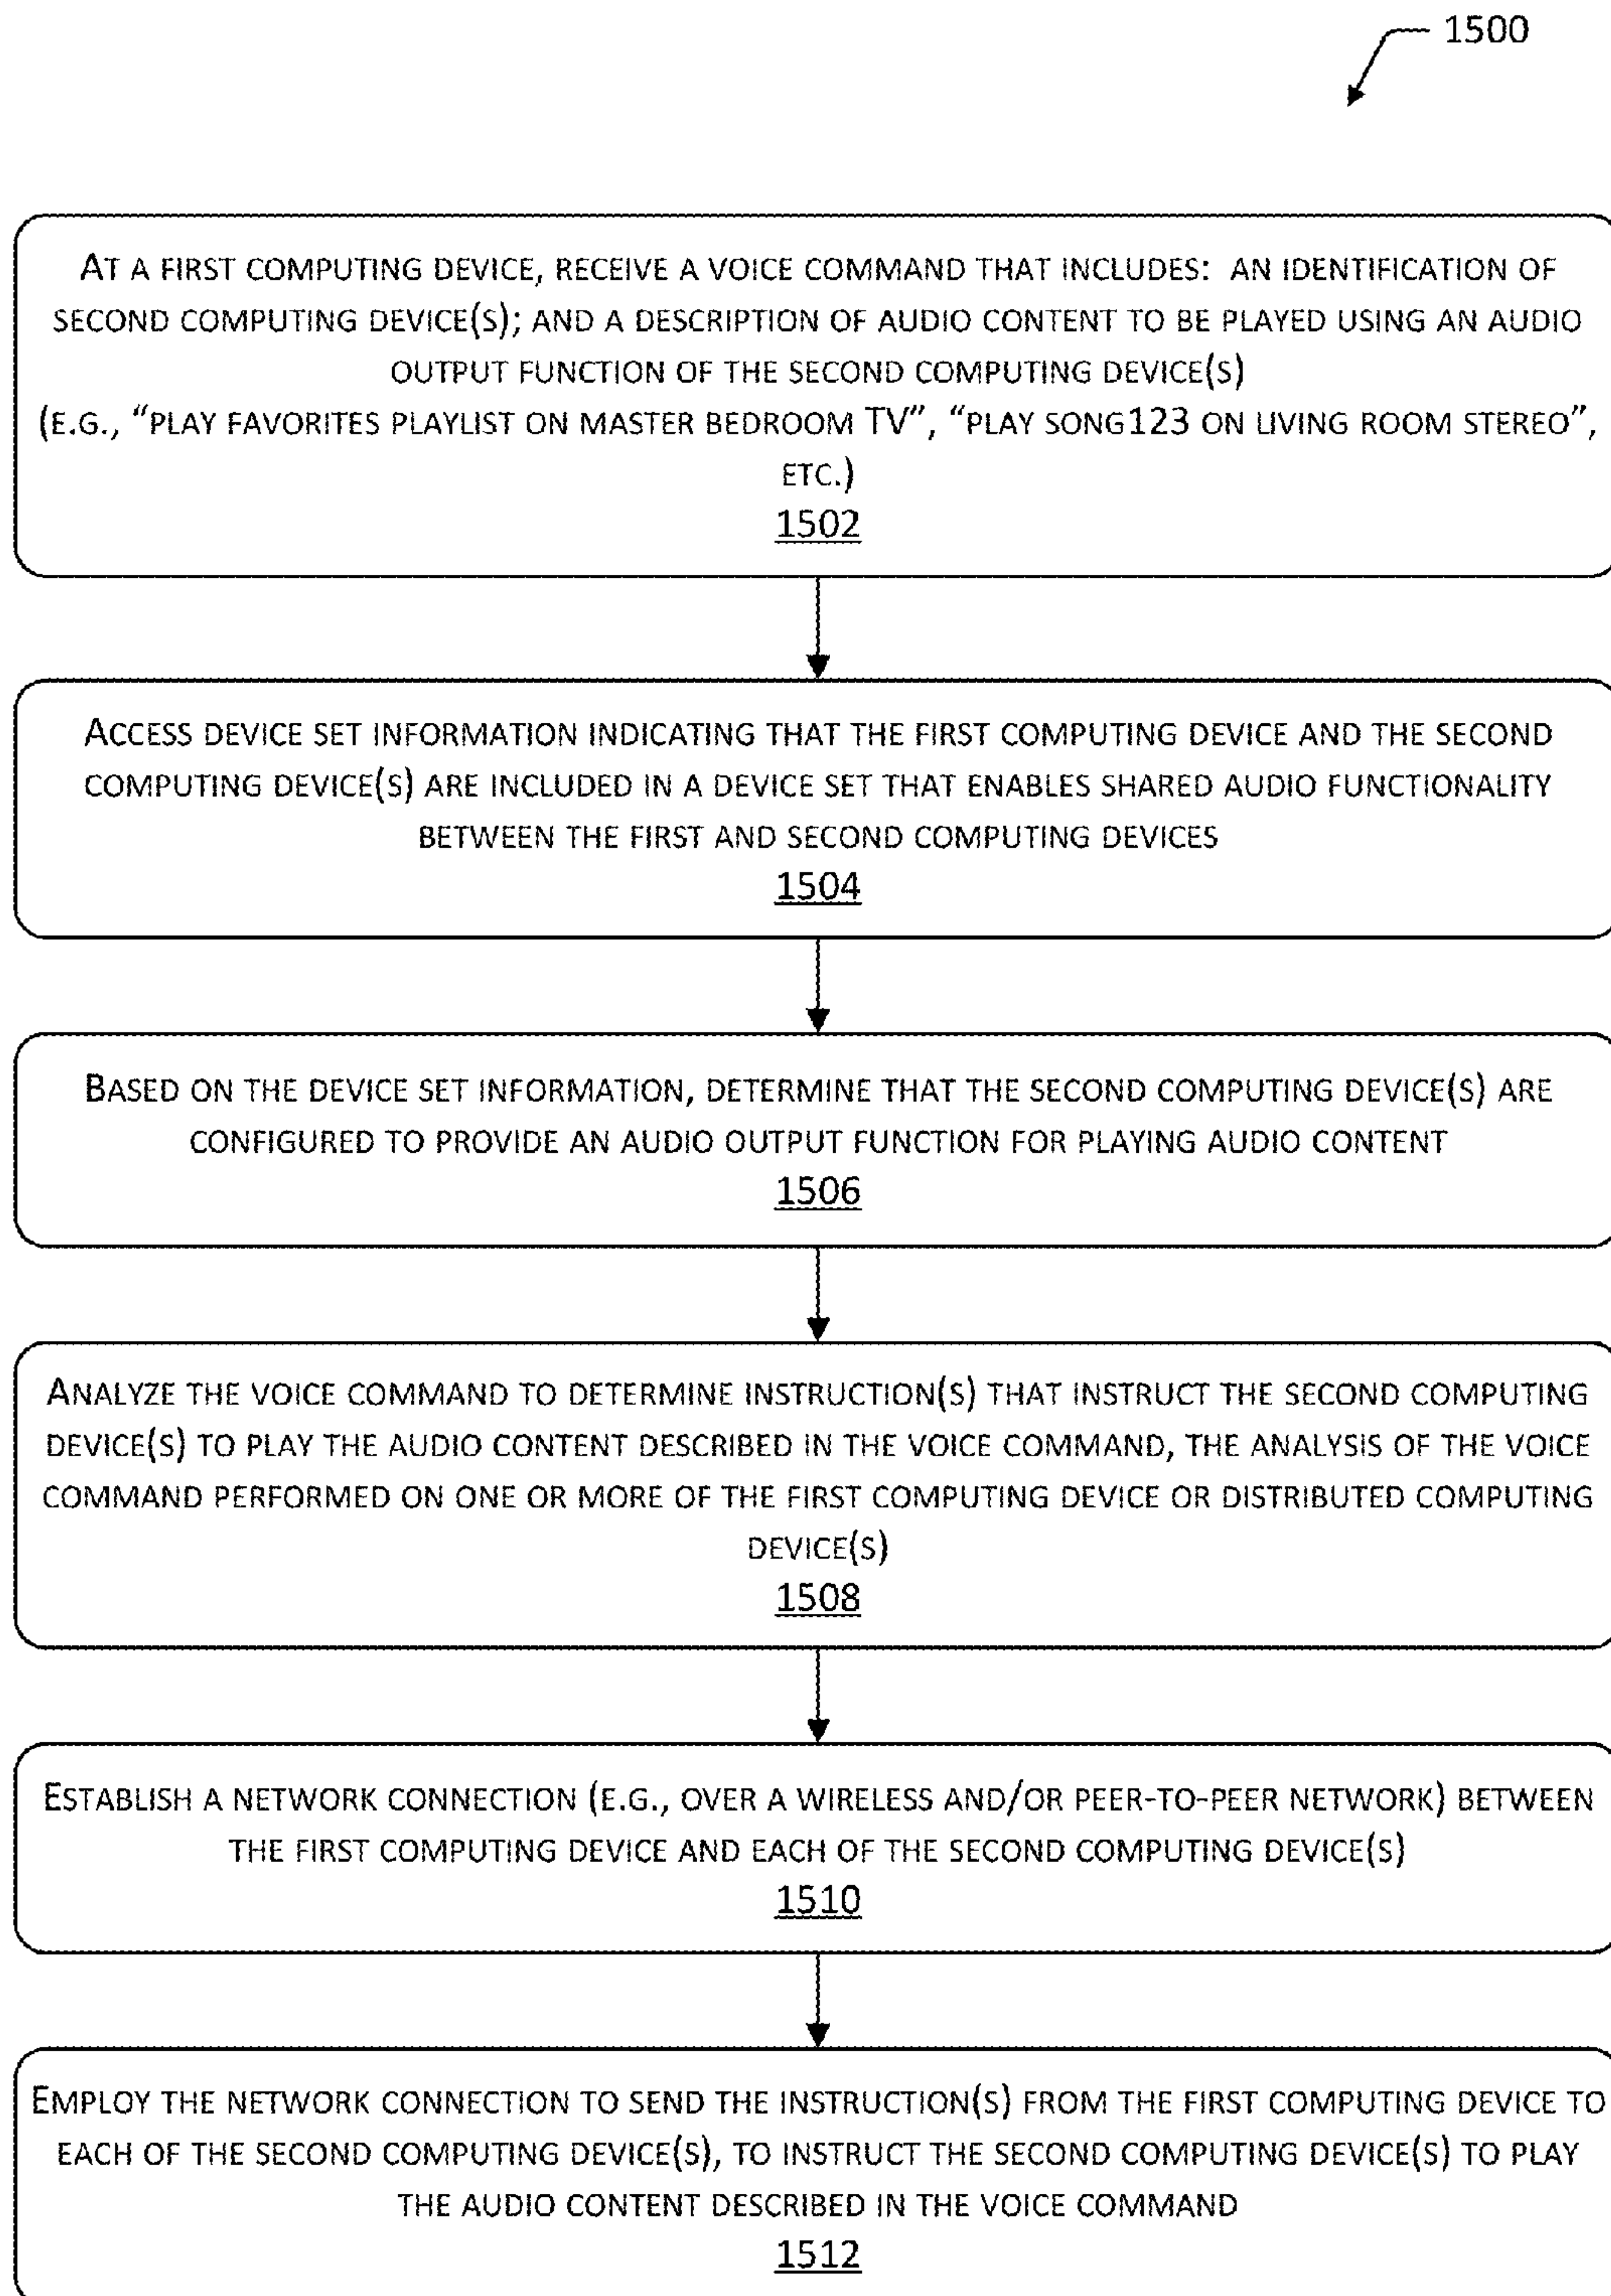 1500
AT A FIRST COMPUTING DEVICE, RECEIVE A VOICE COMMAND THAT INCLUDES: AN IDENTIFICATION OF
SECOND COMPUTING DEVICE(S); AND A DESCRIPTION OF AUDIO CONTENT TO BE PLAYED USING AN AUDIO
OUTPUT FUNCTION OF THE SECOND COMPUTING DEVICE(S)
(E.G., “PLAY FAVORITES PLAYLIST ON MASTER BEDROOM TV”, “PLAY SONG123 ON LIVING ROOM STEREO”,
ETC.)
1502
ACCESS DEVICE SET INFORMATION INDICATING THAT THE FIRST COMPUTING DEVICE AND THE SECOND
COMPUTING DEVICE(S) ARE INCLUDED IN A DEVICE SET THAT ENABLES SHARED AUDIO FUNCTIONALITY
BETWEEN THE FIRST AND SECOND COMPUTING DEVICES
1504
BASED ON THE DEVICE SET INFORMATION, DETERMINE THAT THE SECOND COMPUTING DEVICE(S) ARE
CONFIGURED TO PROVIDE AN AUDIO OUTPUT FUNCTION FOR PLAYING AUDIO CONTENT
1506
ANALYZE THE VOICE COMMAND TO DETERMINE INSTRUCTION(S) THAT INSTRUCT THE SECOND COMPUTING
DEVICE(S) TO PLAY THE AUDIO CONTENT DESCRIBED IN THE VOICE COMMAND, THE ANALYSIS OF THE VOICE
COMMAND PERFORMED ON ONE OR MORE OF THE FIRST COMPUTING DEVICE OR DISTRIBUTED COMPUTING
DEVICE(S)
1508
ESTABLISH A NETWORK CONNECTION (E.G., OVER A WIRELESS AND/OR PEER-TO-PEER NETWORK) BETWEEN
THE FIRST COMPUTING DEVICE AND EACH OF THE SECOND COMPUTING DEVICE(S)
1510
EMPLOY THE NETWORK CONNECTION TO SEND THE INSTRUCTION(S) FROM THE FIRST COMPUTING DEVICE TO
EACH OF THE SECOND COMPUTING DEVICE(S), TO INSTRUCT THE SECOND COMPUTING DEVICE(S) TO PLAY
THE AUDIO CONTENT DESCRIBED IN THE VOICE COMMAND
1512